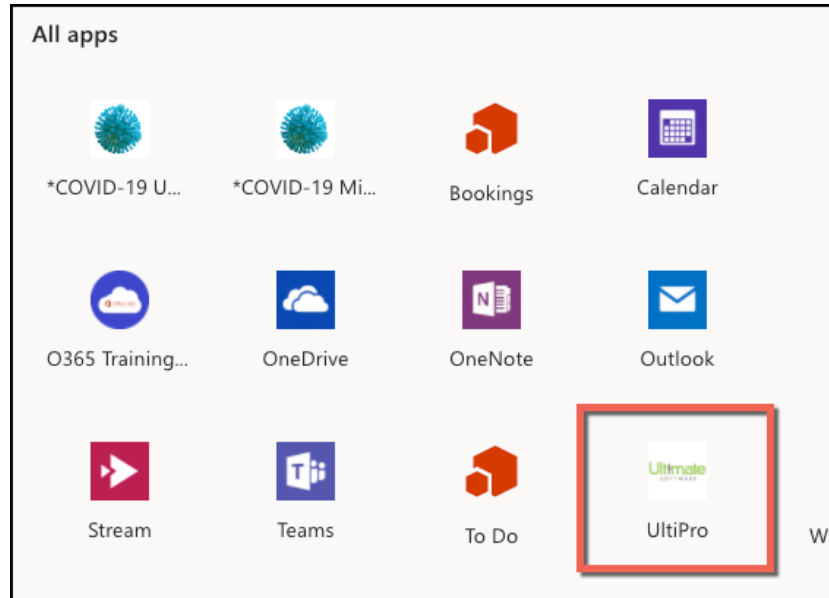 All apps
*COVID-19 U...
*COVID-19 Mi...
Bookings
Calendar
O365 Training...
OneDrive
N
OneNote
Outlook
Stream
T
Teams
To Do
Ultimate
SOFTWARE
UltiPro
W